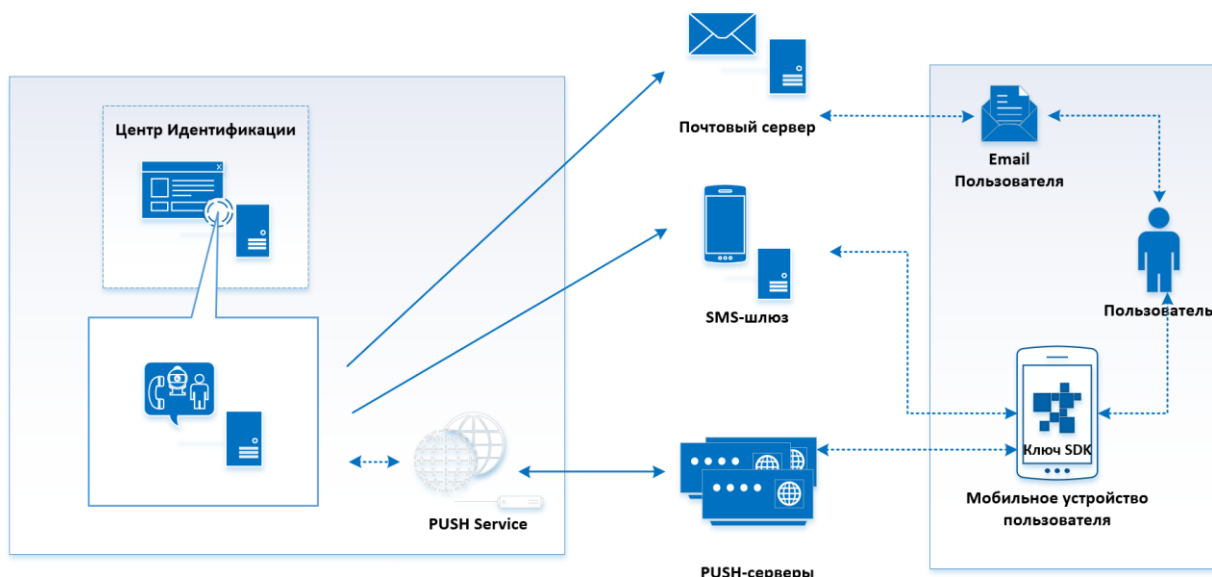 Центр Идентификации
Почтовый сервер
Email
Пользователя
SMS-шлюз
Пользователь
PUSH Service
Ключ SDK
Мобильное устройство
пользователя
PUSH-серверы